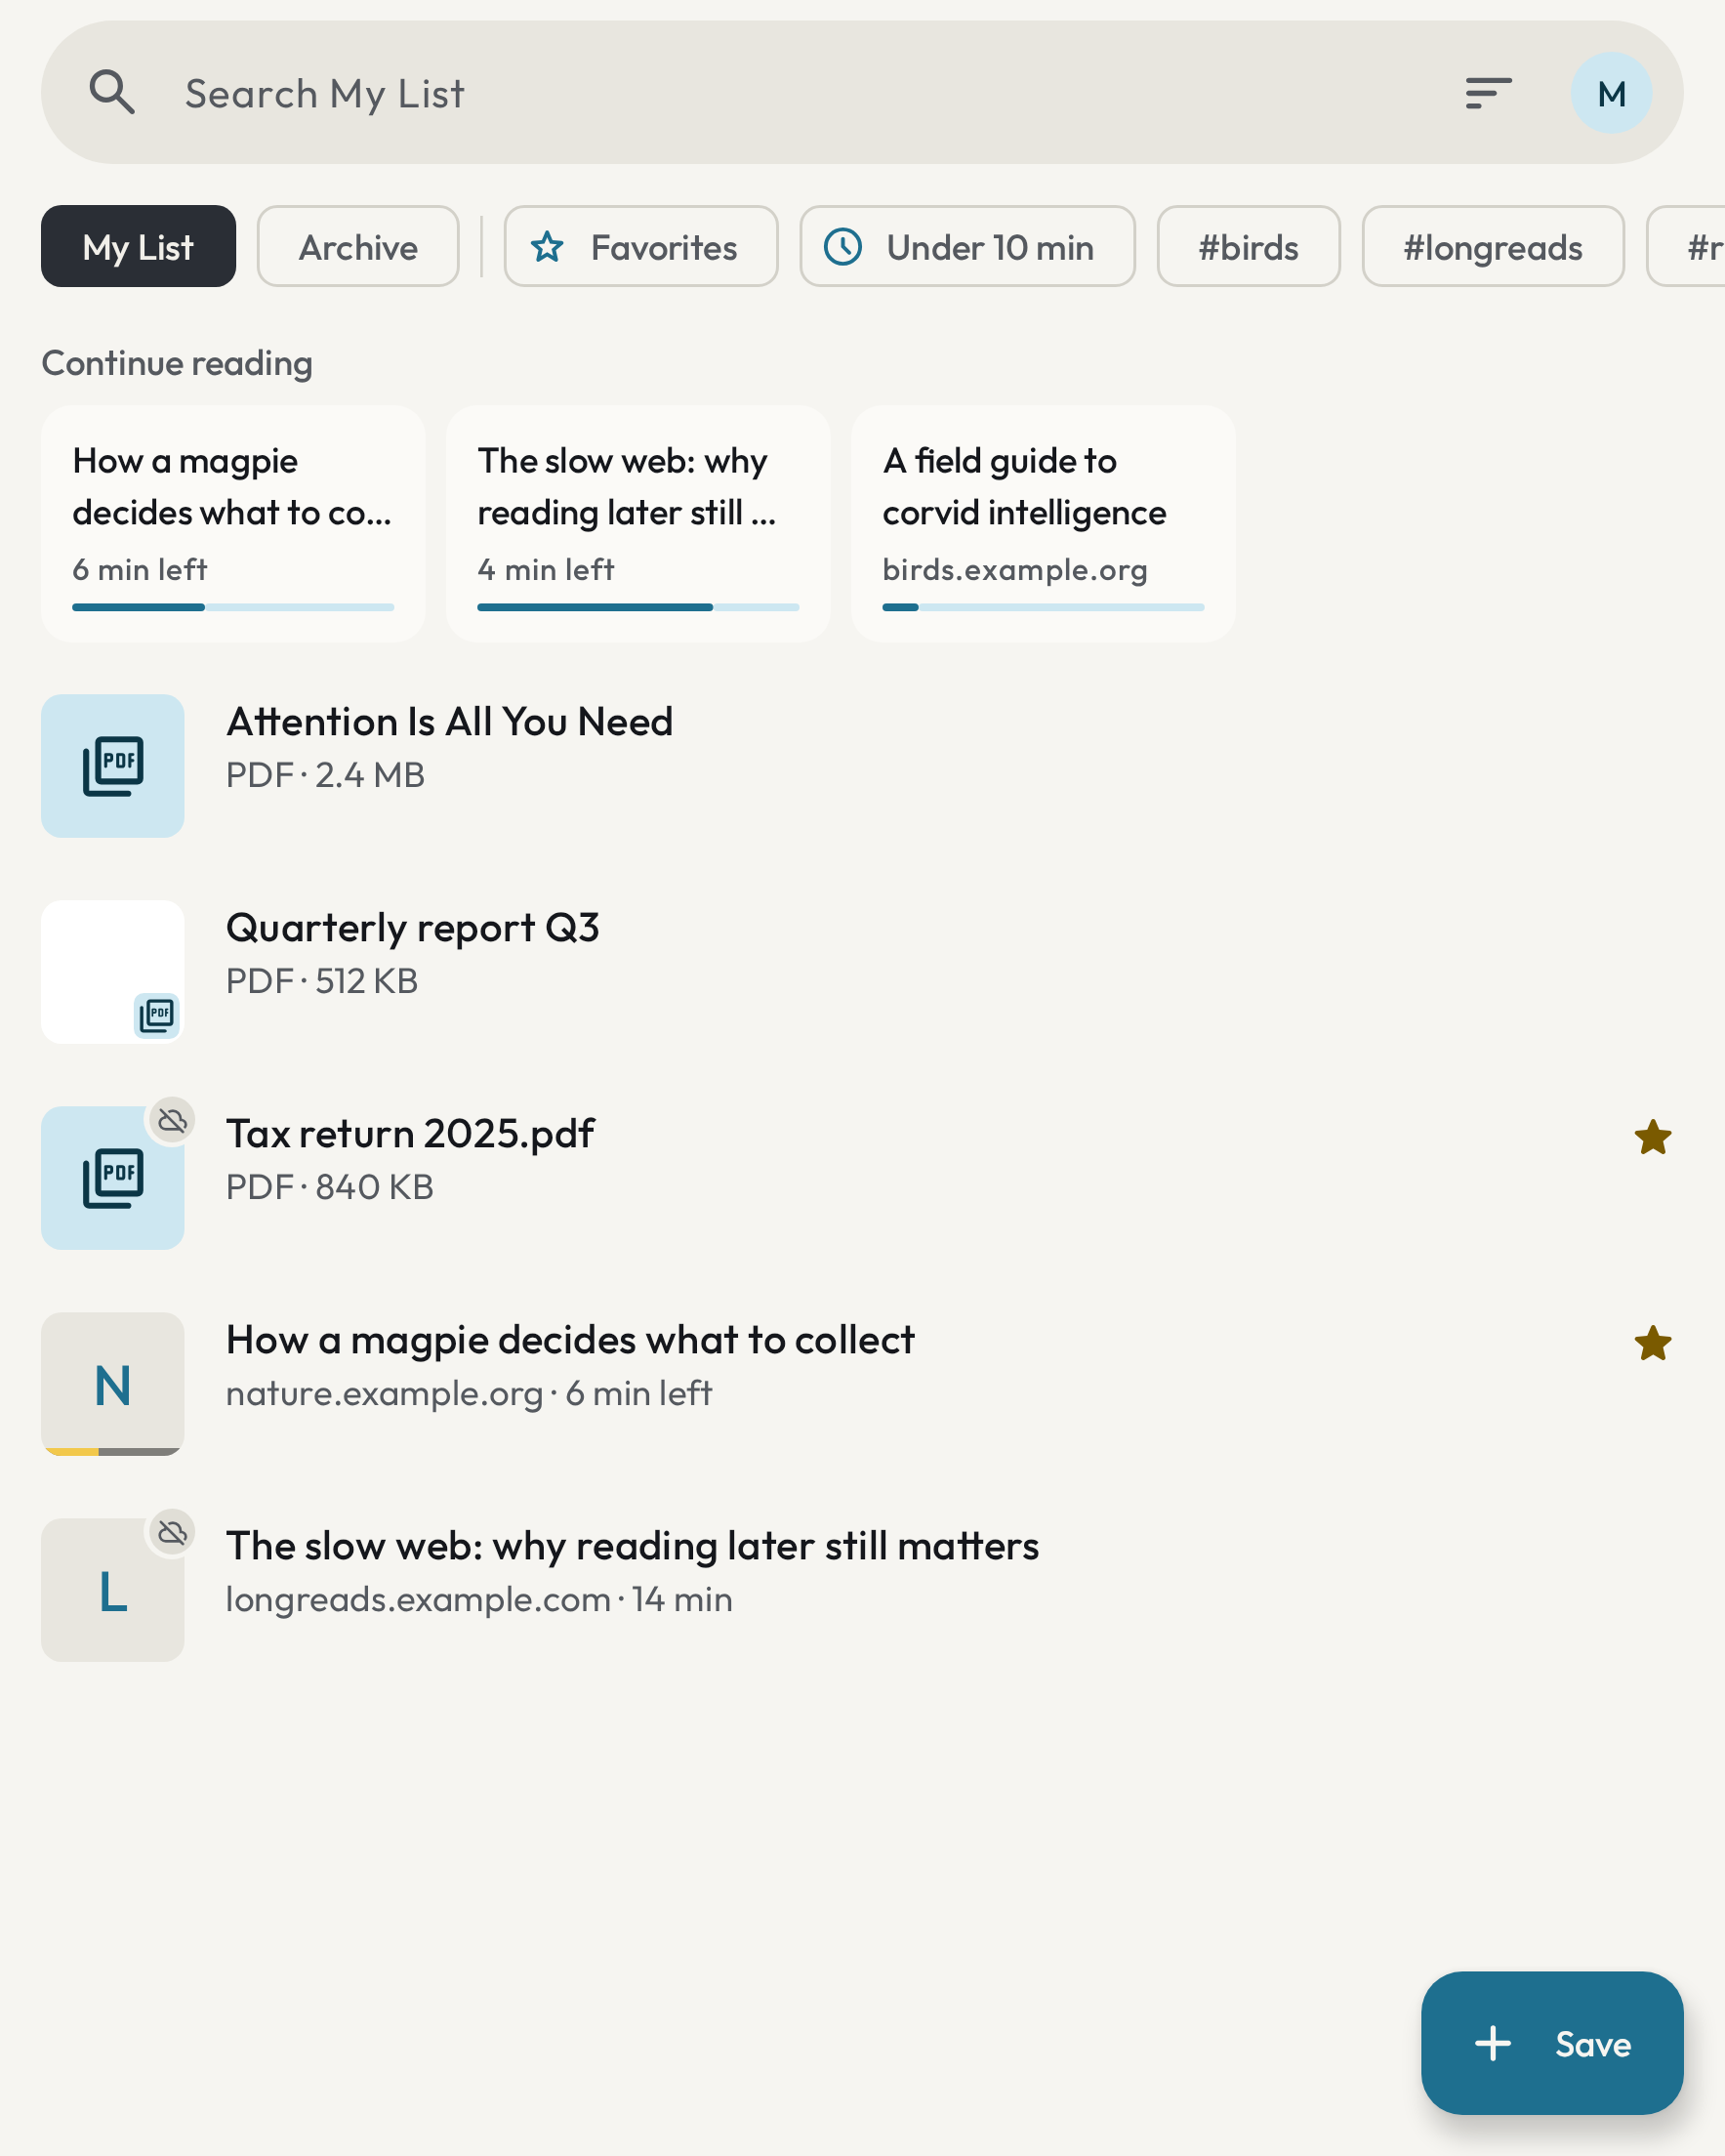 Search My List
M
My List
Archive
Favorites
Under 10 min
#birds
#longreads
#r
Continue reading
How a magpie
decides what to co...
6 min left
The slow web: why
reading later still ...
4 min left
A field guide to
corvid intelligence
birds.example.org
PDF
Attention Is All You Need
PDF · 2.4 MB
PDF
Quarterly report Q3
PDF · 512 KB
PDF
Tax return 2025.pdf
PDF · 840 KB
N
How a magpie decides what to collect
nature.example.org · 6 min left
L
The slow web: why reading later still matters
longreads.example.com · 14 min
Save